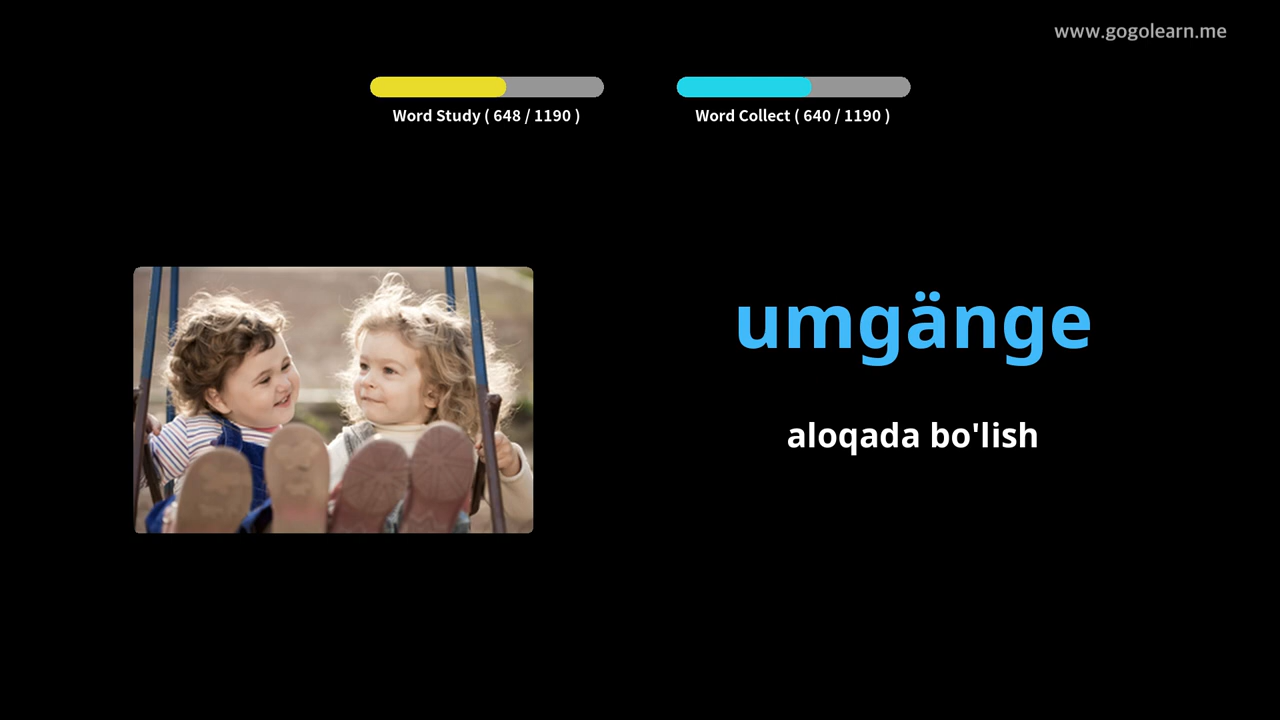 www.gogolearn.me
Word Study ( 648 / 1190 )
Word Collect ( 640 / 1190 )
umgänge
aloqada bo'lish